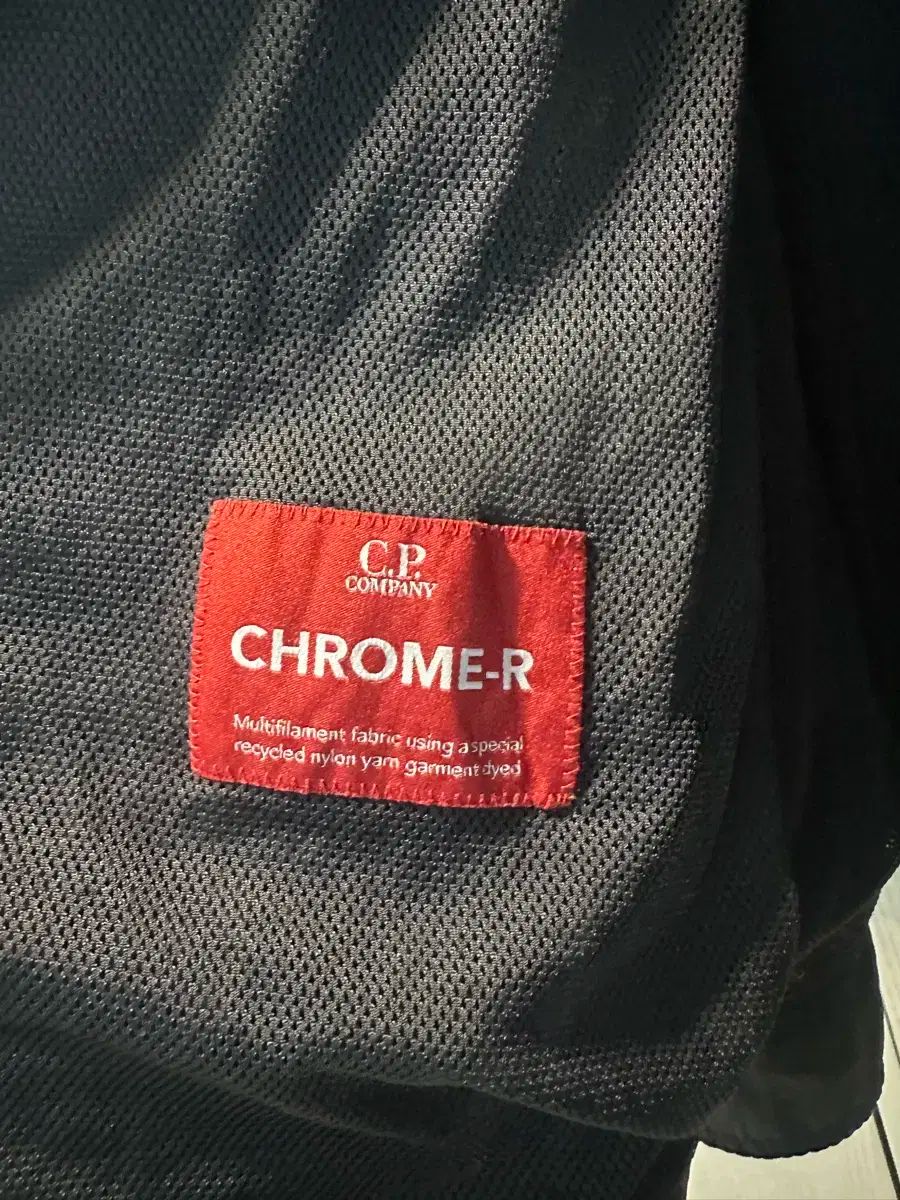 C.P.
COMPANY
CHROME-R
Multifilament fabric using a special
recycled nylon yarn garment dyed